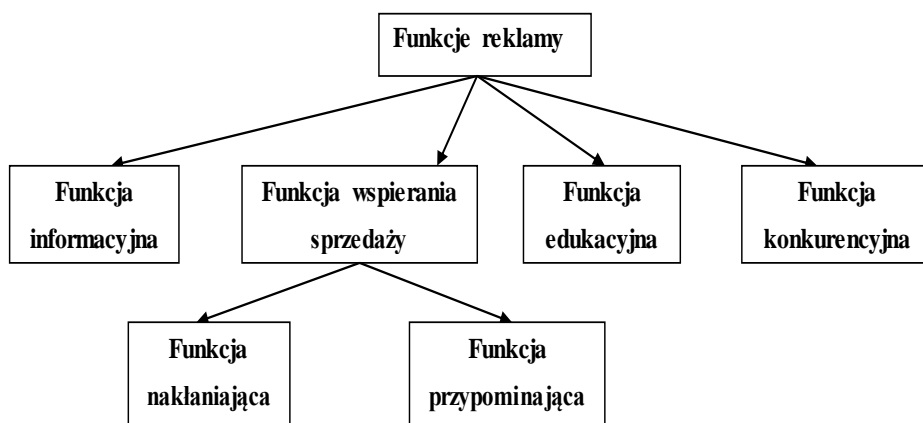 Funkcje reklamy
Funkcja
informacyjna
Funkcja wspierania
sprzedaży
Funkcja
edukacyjna
Funkcja
konkurencyjna
Funkcja
nakłaniająca
Funkcja
przypominająca